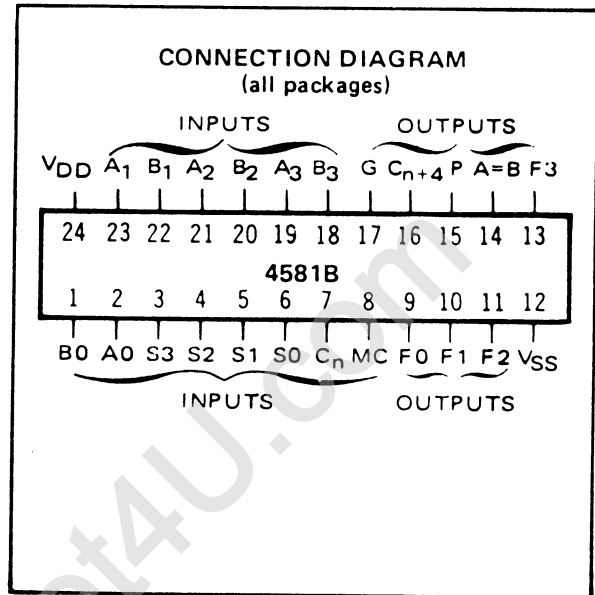 CONNECTION DIAGRAM
(all packages)
INPUTS OUTPUTS
VDD A1 B1 A2 B2 A3 B3 G Cn+4 P A=B F3
24 23 22 21 20 19 18 17 16 15 14 13
4581B
1 2 3 4 5 6 7 8 9 10 11 12
B0 A0 S3 S2 S1 S0 Cn MC F0 F1 F2 VSS
INPUTS OUTPUTS
t4U.com